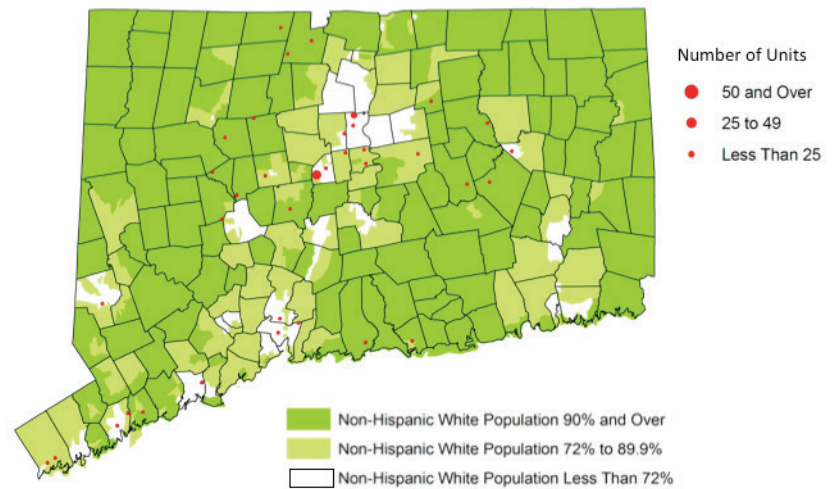 Number of Units
50 and Over
25 to 49
Less Than 25
Non-Hispanic White Population 90% and Over
Non-Hispanic White Population 72% to 89.9%
Non-Hispanic White Population Less Than 72%